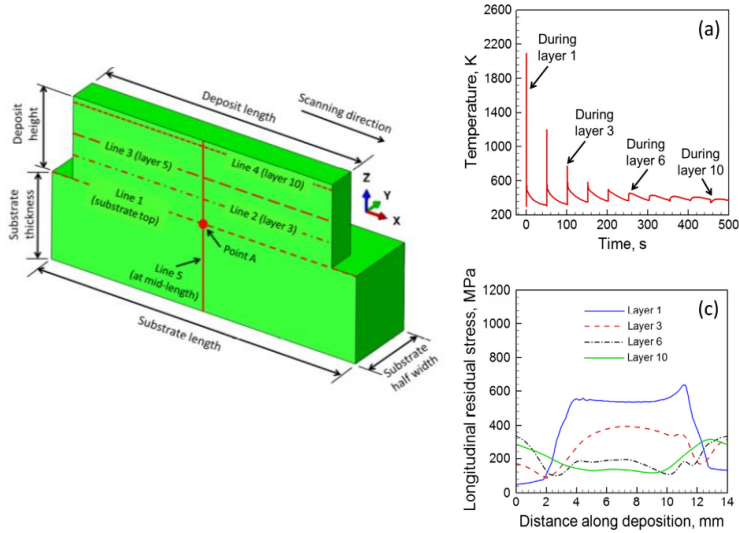 Deposit length
Scanning direction
Deposit
height
Substrate
thickness
Line 3 (layer 5)
Line 4 (layer 10)
Line 1
(substrate top)
Line 2 (layer 3)
Z
Y
X
Point A
Line 5
(at mid-length)
Substrate length
Substrate
half width
(a)
Temperature, K
2600
2200
1800
1400
1000
600
200
During
layer 1
During
layer 3
During
layer 6
During
layer 10
0 100 200 300 400 500
Time, s
(c)
Longitudinal residual stress, MPa
1200
1000
800
600
400
200
0
Layer 1
Layer 3
Layer 6
Layer 10
0 2 4 6 8 10 12 14
Distance along deposition, mm